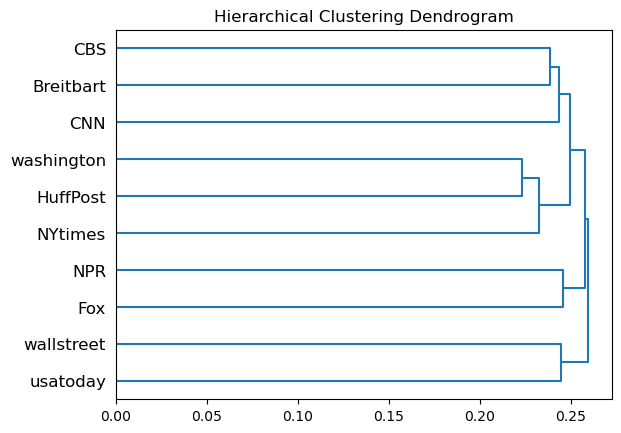 Hierarchical Clustering Dendrogram
CBS
Breitbart
CNN
washington
HuffPost
NYtimes
NPR
Fox
wallstreet
usatoday
0.00 0.05 0.10 0.15 0.20 0.25